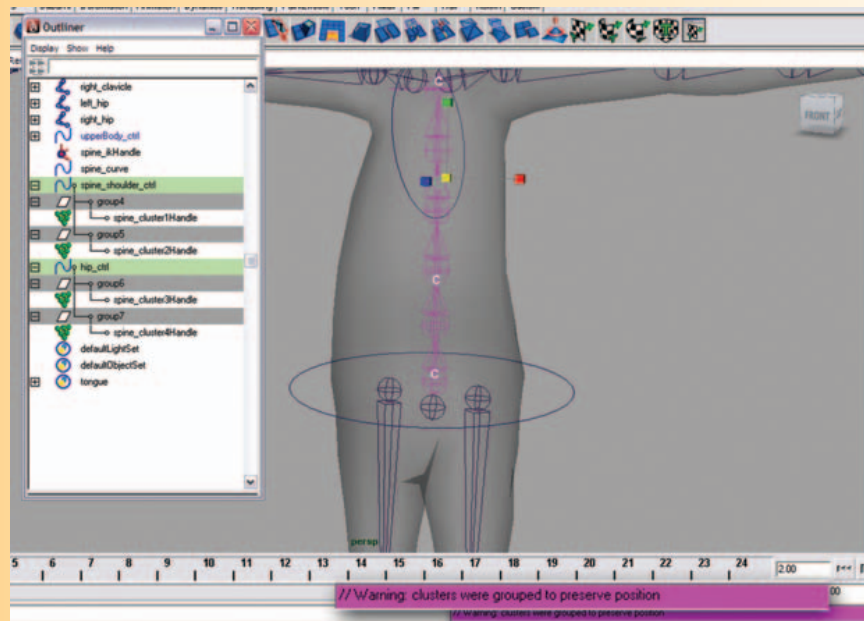 Outliner
Display Show Help
right_clavicle
left_hip
right_hip
upperBody_ctrl
spine_ikHandle
spine_curve
spine_shoulder_ctrl
group4
spine_cluster1Handle
group5
spine_cluster2Handle
hip_ctrl
group6
spine_cluster3Handle
group7
spine_cluster4Handle
defaultLightSet
defaultObjectSet
tongue
FRONT
C
C
C
persp
5 6 7 8 9 10 11 12 13 14 15 16 17 18 19 20 21 22 23 24 2.00
// Warning: clusters were grouped to preserve position
// Warning: clusters were grouped to preserve position